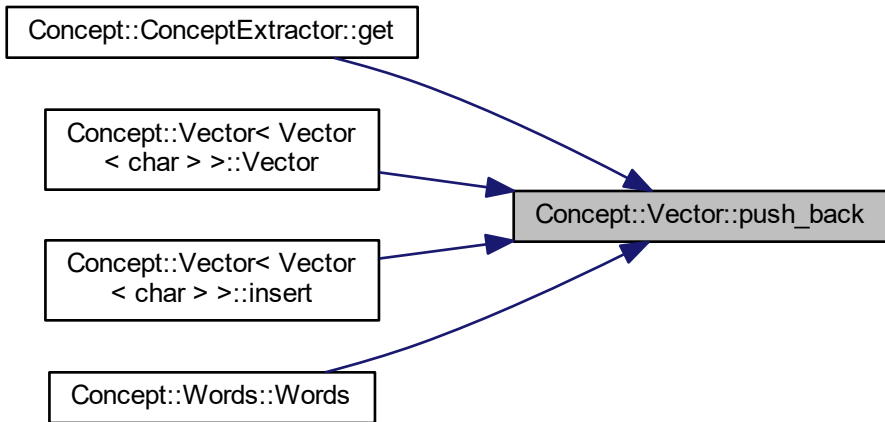 Concept::ConceptExtractor::get
Concept::Vector< Vector
< char > >::Vector
Concept::Vector::push_back
Concept::Vector< Vector
< char > >::insert
Concept::Words::Words